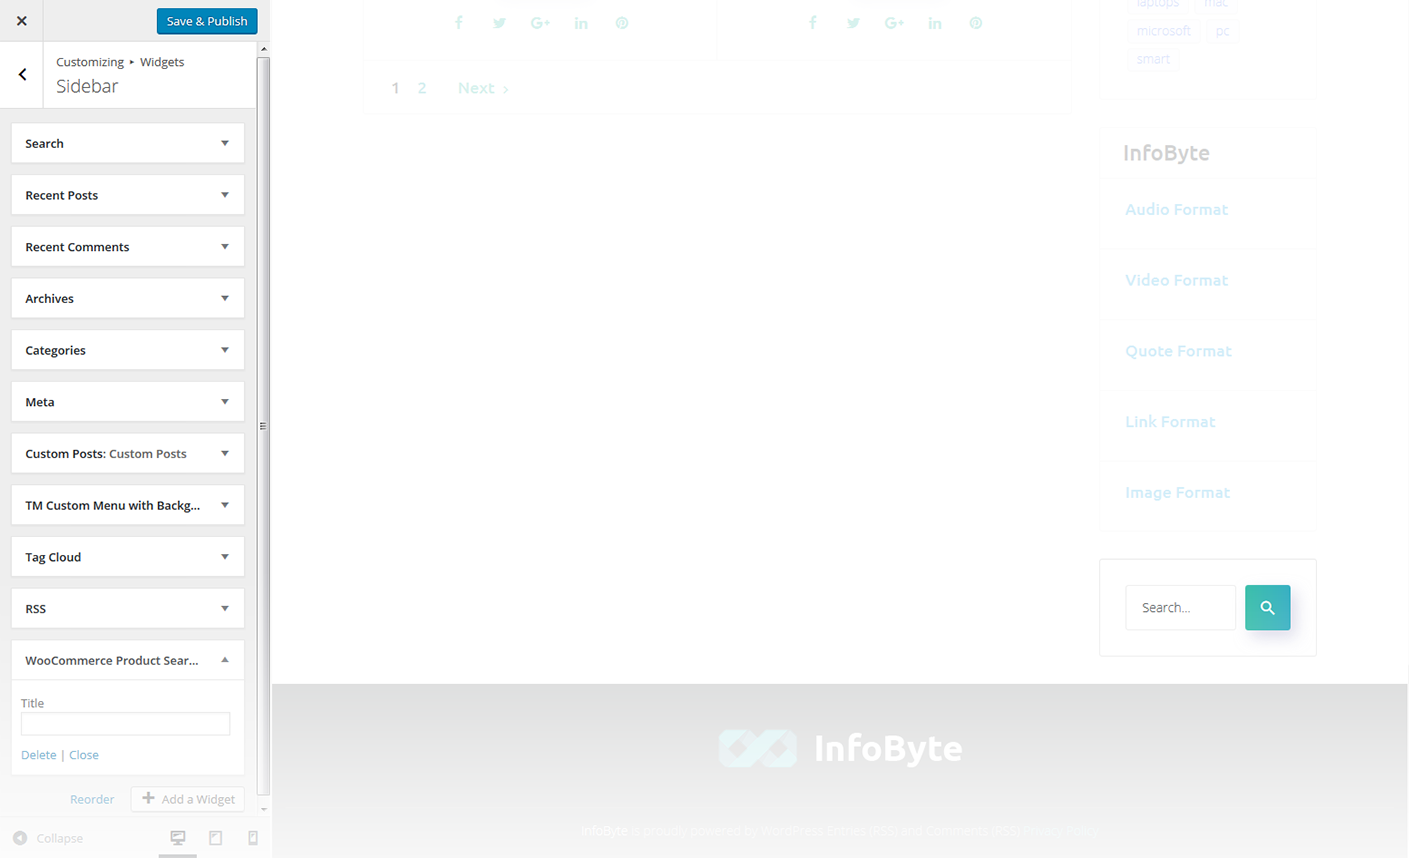 Save & Publish
Customizing ▸ Widgets
Sidebar
Search
Recent Posts
Recent Comments
Archives
Categories
Meta
Custom Posts: Custom Posts
TM Custom Menu with Backg...
Tag Cloud
RSS
WooCommerce Product Sear...
Title
Delete | Close
Reorder
Add a Widget
Collapse
1 2 Next ›
laptops mac
microsoft pc
smart
InfoByte
Audio Format
Video Format
Quote Format
Link Format
Image Format
Search...
InfoByte
InfoByte is proudly powered by WordPress Entries (RSS) and Comments (RSS) Privacy Policy